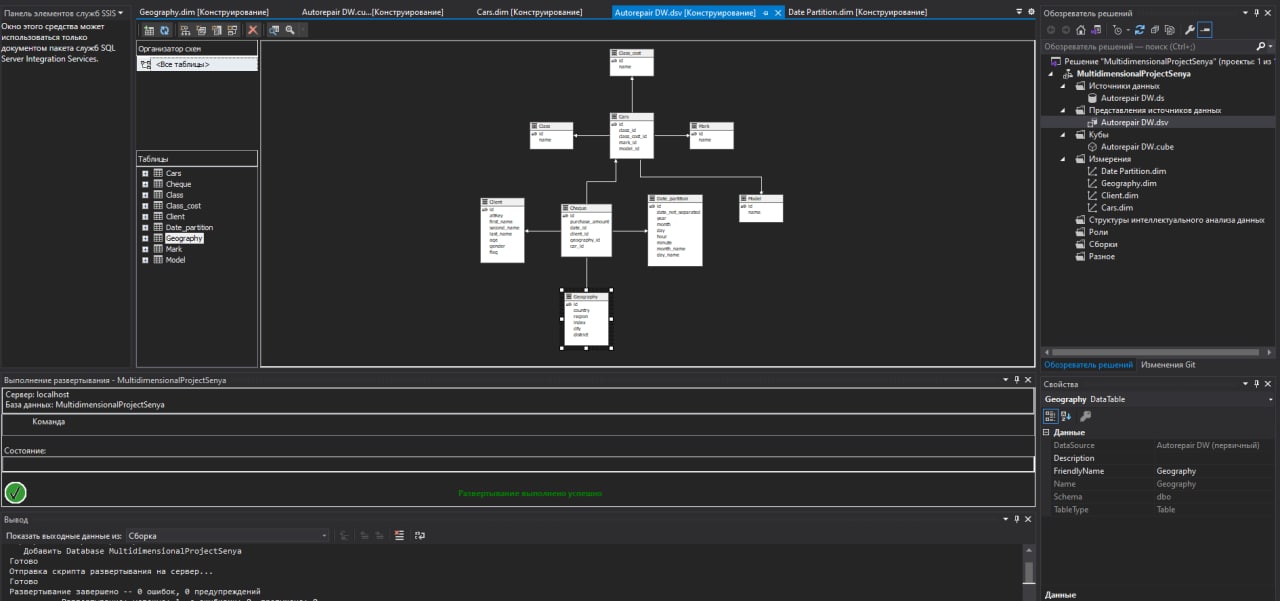 Панель элементов служб SSIS
Окно этого средства может
использоваться только
документом пакета служб SQL
Server Integration Services.
Geography.dim [Конструирование]
Autorepair DW.cu...[Конструирование]
Cars.dim [Конструирование]
Autorepair DW.dsv [Конструирование]
Date Partition.dim [Конструирование]
Организатор схем
<Все таблицы>
Таблицы
Cars
Cheque
Class
Class_cost
Client
Date_partition
Geography
Mark
Model
Class_cost
id
name
Class
id
name
Cars
id
class_id
class_cost_id
mark_id
model_id
Mark
id
name
Client
id
altkey
first_name
second_name
last_name
age
gender
flag
Cheque
id
purchase_amount
date_id
client_id
geography_id
car_id
Date_partition
id
date_not_separated
year
month
day
hour
minute
month_name
day_name
Model
id
name
Geography
id
country
region
index
city
district
Выполнение развертывания - MultidimensionalProjectSenya
Сервер: localhost
База данных: MultidimensionalProjectSenya
Команда
Состояние:
Развертывание выполнено успешно
Вывод
Показать выходные данные из: Сборка
Добавить Database MultidimensionalProjectSenya
Готово
Отправка скрипта развертывания на сервер...
Готово
Развертывание завершено -- 0 ошибок, 0 предупреждений
Обозреватель решений
Обозреватель решений — поиск (Ctrl+;)
Решение "MultidimensionalProjectSenya" (проекты: 1 из
MultidimensionalProjectSenya
Источники данных
Autorepair DW.ds
Представления источников данных
Autorepair DW.dsv
Кубы
Autorepair DW.cube
Измерения
Date Partition.dim
Geography.dim
Client.dim
Cars.dim
Структуры интеллектуального анализа данных
Роли
Сборки
Разное
Обозреватель решений
Изменения Git
Свойства
Geography DataTable
Данные
DataSource Autorepair DW (первичный)
Description
FriendlyName Geography
Name Geography
Schema dbo
TableType Table
Данные